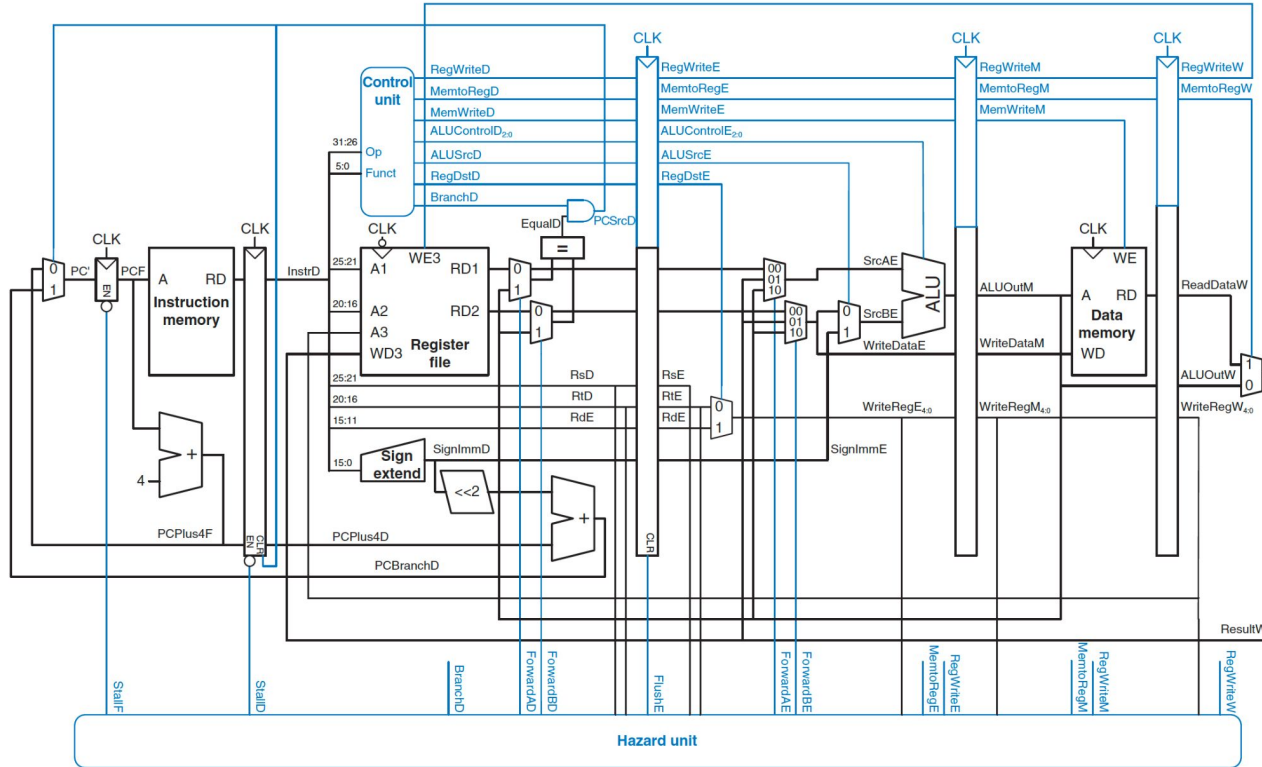 CLK CLK CLK
RegWriteD RegWriteE RegWriteM RegWriteW
Control unit
MemtoRegD MemtoRegE MemtoRegM MemtoRegW
MemWriteD MemWriteE MemWriteM
ALUControlD2:0 ALUControlE2:0
31:26 Op ALUSrcD ALUSrcE
5:0 Funct RegDstD RegDstE
BranchD
EqualD PCSrcD
CLK CLK CLK CLK
=
0 1 PC' PCF EN
A RD Instruction memory
InstrD
25:21 A1 WE3 RD1 0 1
20:16 A2 RD2 0 1
A3
WD3 Register file
00 01 10 SrcAE
00 01 10 0 1 SrcBE
ALU
ALUOutM
WE
A RD ReadDataW
Data memory
WD
WriteDataE WriteDataM
1 0
ALUOutW
25:21 RsD RsE
20:16 RtD RtE 0
15:11 RdE RdE 1
WriteRegE4:0 WriteRegM4:0 WriteRegW4:0
15:0 Sign extend SignImmD SignImmE
<<2
+
4
+
PCPlus4F EN CLR PCPlus4D CLR
PCBranchD
ResultW
StallF
StallD
BranchD
ForwardAD
ForwardBD
FlushE
ForwardAE
ForwardBE
MemtoRegE
RegWriteE
MemtoRegM
RegWriteM
RegWriteW
Hazard unit